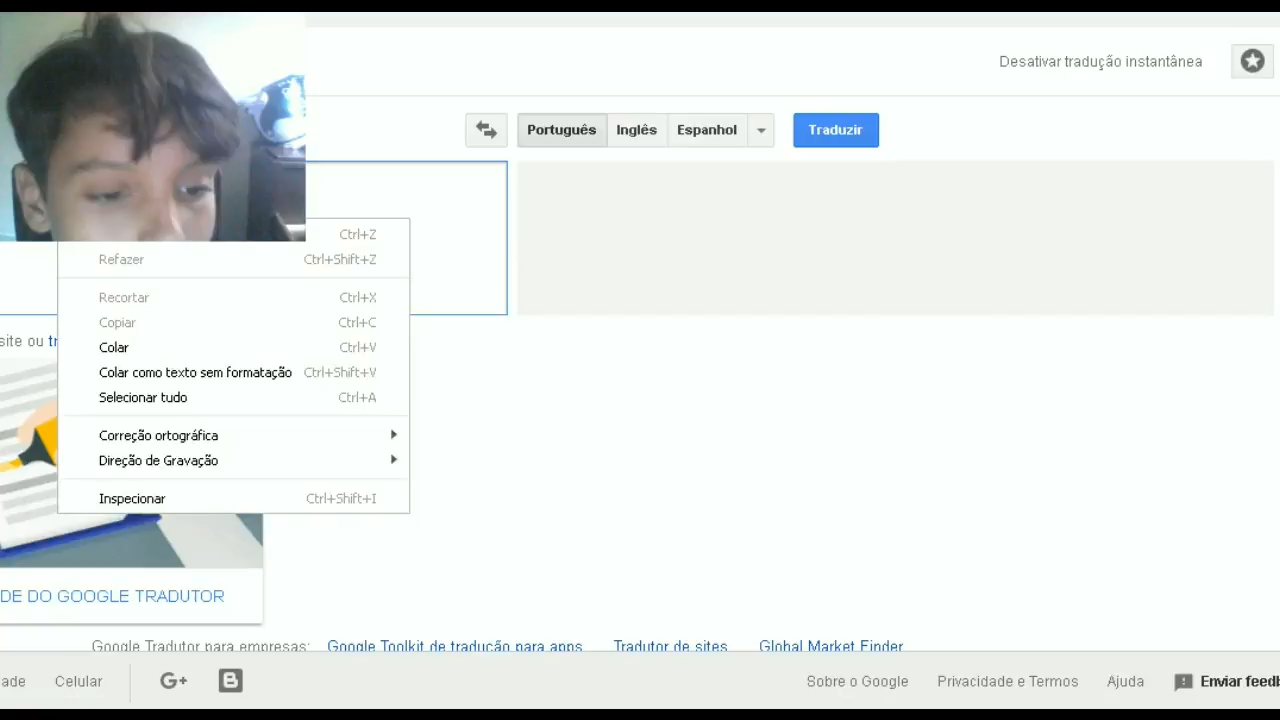 Desativar tradução instantânea
Português Inglês Espanhol Traduzir
Ctrl+Z
Refazer Ctrl+Shift+Z
Recortar Ctrl+X
Copiar Ctrl+C
Colar Ctrl+V
Colar como texto sem formatação Ctrl+Shift+V
Selecionar tudo Ctrl+A
Correção ortográfica
Direção de Gravação
Inspecionar Ctrl+Shift+I
site ou tr
DE DO GOOGLE TRADUTOR
Google Tradutor para empresas: Google Toolkit de tradução para apps Tradutor de sites Global Market Finder
ade Celular G+ B Sobre o Google Privacidade e Termos Ajuda Enviar feedb